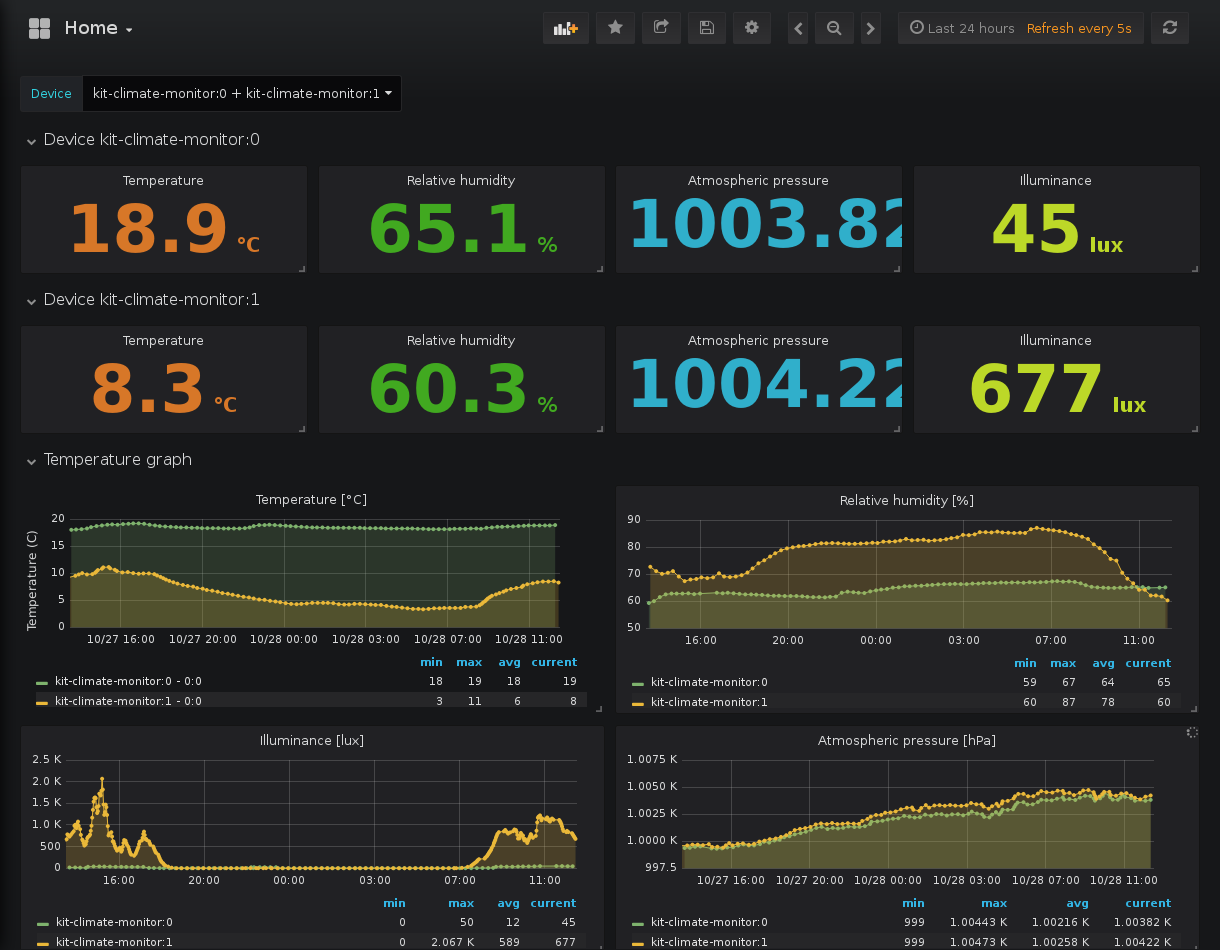 Home
Last 24 hours Refresh every 5s
Device kit-climate-monitor:0 + kit-climate-monitor:1
Device kit-climate-monitor:0
Temperature Relative humidity Atmospheric pressure Illuminance
18.9 °C 65.1 % 1003.82 45 lux
Device kit-climate-monitor:1
Temperature Relative humidity Atmospheric pressure Illuminance
8.3 °C 60.3 % 1004.22 677 lux
Temperature graph
Temperature [°C]
Temperature (C)
20
15
10
5
0
10/27 16:00 10/27 20:00 10/28 00:00 10/28 03:00 10/28 07:00 10/28 11:00
min max avg current
kit-climate-monitor:0 - 0:0 18 19 18 19
kit-climate-monitor:1 - 0:0 3 11 6 8
Relative humidity [%]
90
80
70
60
50
16:00 20:00 00:00 03:00 07:00 11:00
min max avg current
kit-climate-monitor:0 59 67 64 65
kit-climate-monitor:1 60 87 78 60
Illuminance [lux]
2.5 K
2.0 K
1.5 K
1.0 K
500
0
16:00 20:00 00:00 03:00 07:00 11:00
min max avg current
kit-climate-monitor:0 0 50 12 45
kit-climate-monitor:1 0 2.067 K 589 677
Atmospheric pressure [hPa]
1.0075 K
1.0050 K
1.0025 K
1.0000 K
997.5
10/27 16:00 10/27 20:00 10/28 00:00 10/28 03:00 10/28 07:00 10/28 11:00
min max avg current
kit-climate-monitor:0 999 1.00443 K 1.00216 K 1.00382 K
kit-climate-monitor:1 999 1.00473 K 1.00258 K 1.00422 K